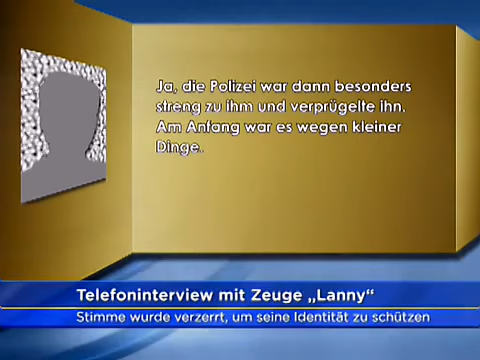 Ja, die Polizei war dann besonders
streng zu ihm und verprügelte ihn.
Am Anfang war es wegen kleiner
Dinge.
Telefoninterview mit Zeuge „Lanny“
Stimme wurde verzerrt, um seine Identität zu schützen